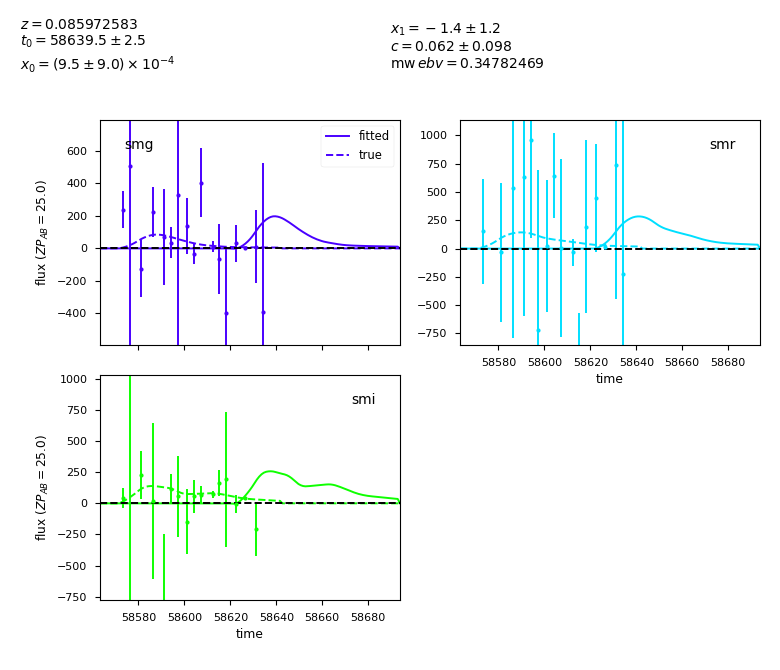 z = 0.085972583
t₀ = 58639.5 ± 2.5
x₀ = (9.5 ± 9.0) × 10⁻⁴
x₁ = −1.4 ± 1.2
c = 0.062 ± 0.098
mw ebv = 0.34782469
smg
fitted
true
600
400
200
0
−200
−400
flux (ZP_AB = 25.0)
smr
1000
750
500
250
0
−250
−500
−750
58580 58600 58620 58640 58660 58680
time
smi
1000
750
500
250
0
−250
−500
−750
flux (ZP_AB = 25.0)
58580 58600 58620 58640 58660 58680
time